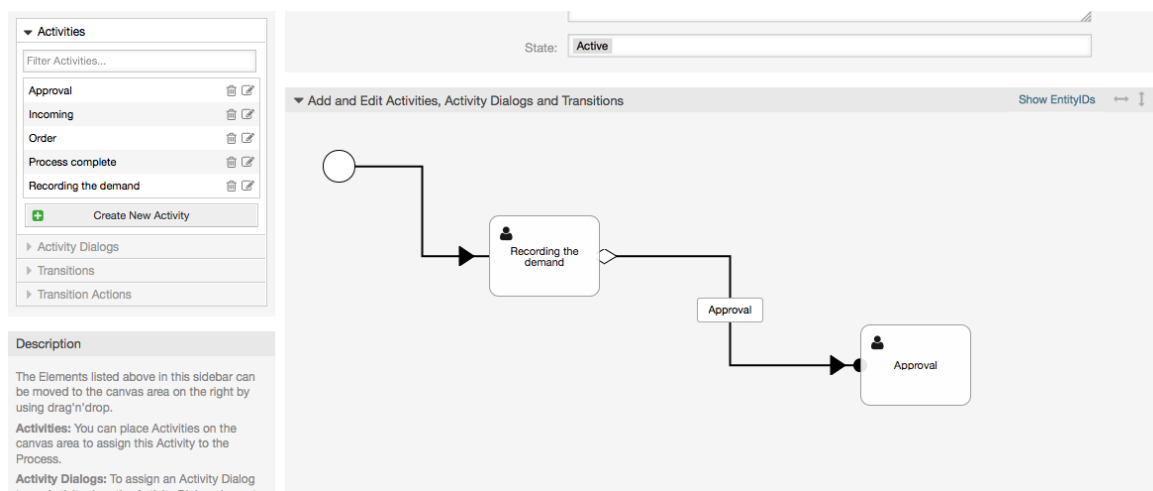 Activities
Filter Activities...
Approval
Incoming
Order
Process complete
Recording the demand
Create New Activity
Activity Dialogs
Transitions
Transition Actions
Description
The Elements listed above in this sidebar can
be moved to the canvas area on the right by
using drag'n'drop.
Activities: You can place Activities on the
canvas area to assign this Activity to the
Process.
Activity Dialogs: To assign an Activity Dialog
State: Active
Add and Edit Activities, Activity Dialogs and Transitions Show EntityIDs
Recording the
demand
Approval
Approval